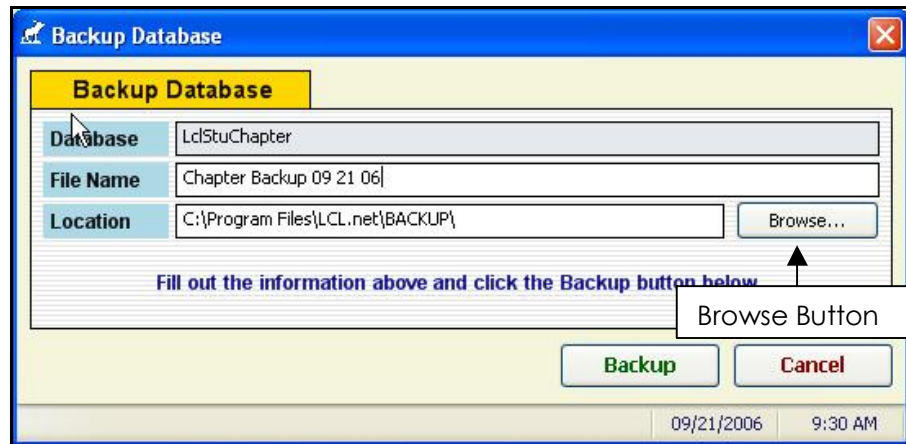 Backup Database
Backup Database
Database LclStuChapter
File Name Chapter Backup 09 21 06
Location C:\Program Files\LCL.net\BACKUP\ Browse...
Fill out the information above and click the Backup button below
Browse Button
Backup Cancel
09/21/2006 9:30 AM